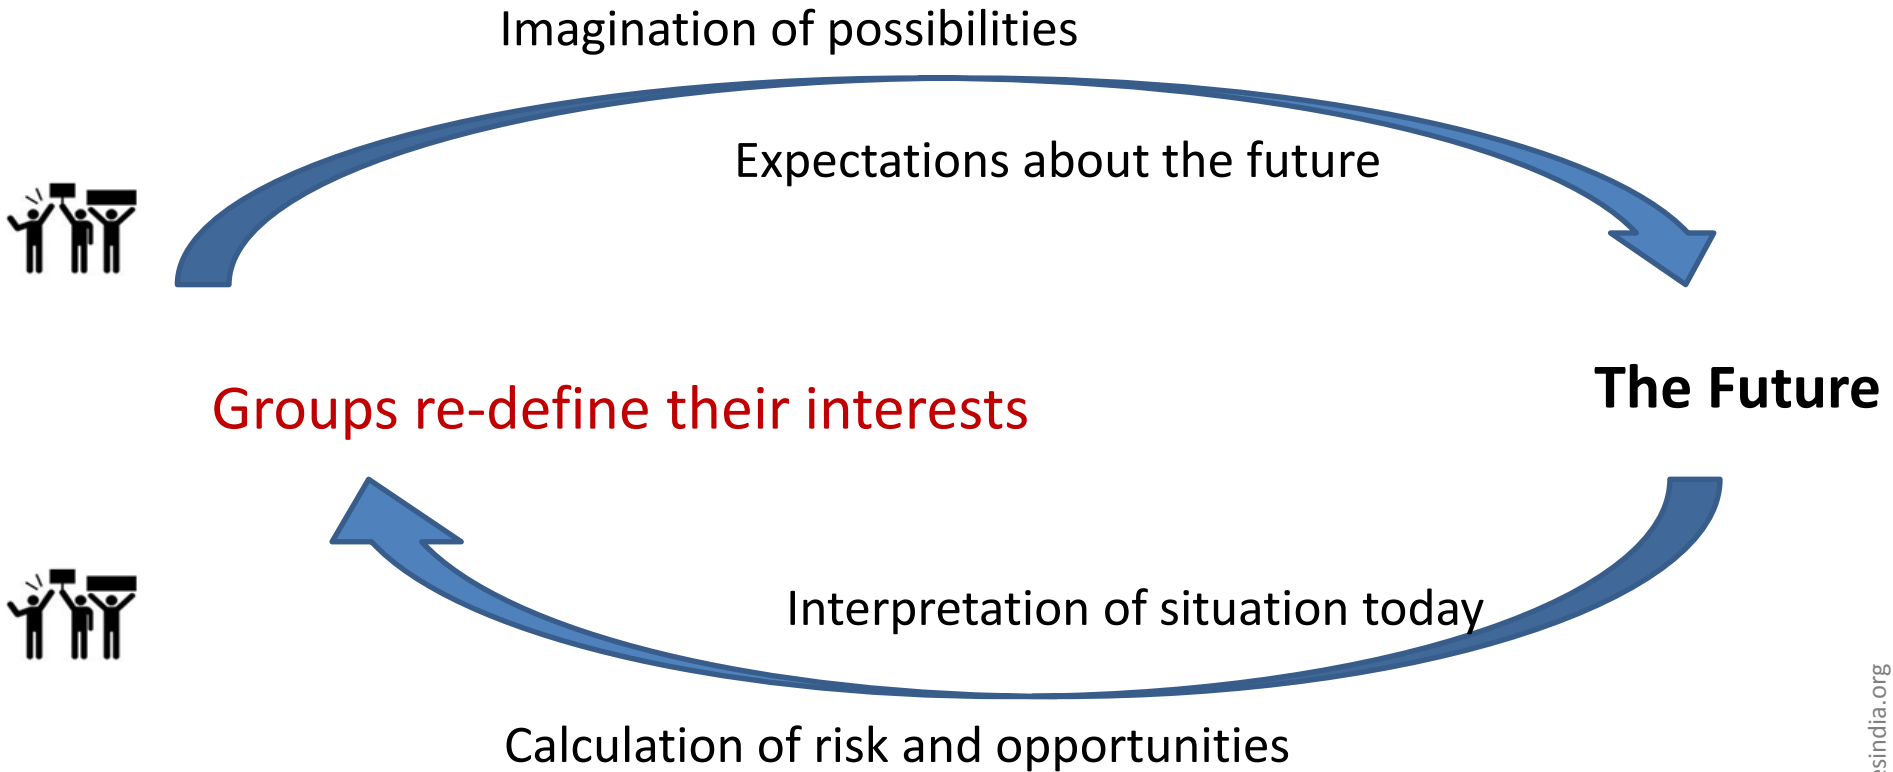 Imagination of possibilities
Expectations about the future
Groups re-define their interests
The Future
Interpretation of situation today
Calculation of risk and opportunities